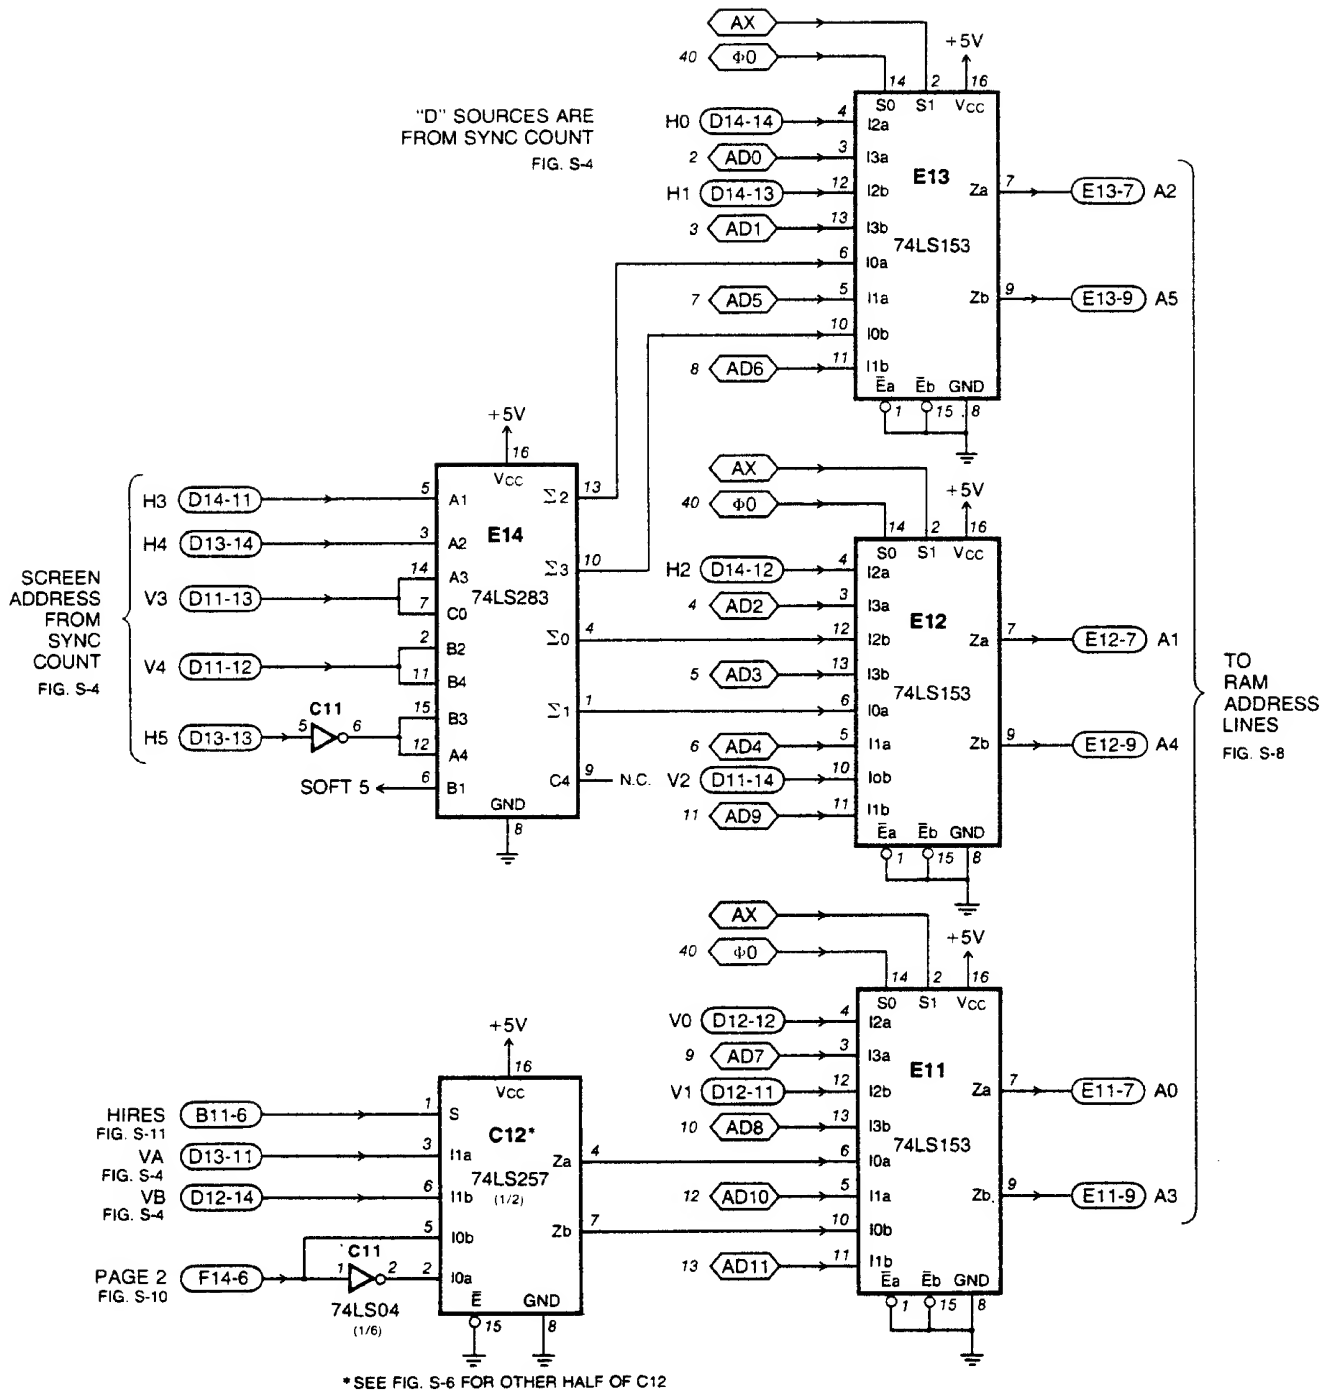 "D" SOURCES ARE
FROM SYNC COUNT
FIG. S-4
AX
40 Φ0
+5V
14 2 16
S0 S1 VCC
H0 D14-14 4 I2a
2 AD0 3 I3a
H1 D14-13 12 I2b
3 AD1 13 I3b
6 I0a
7 AD5 5 I1a
10 I0b
8 AD6 11 I1b
E13
74LS153
Za 7 E13-7 A2
Zb 9 E13-9 A5
Ēa Ēb GND
1 15 8
SCREEN
ADDRESS
FROM
SYNC
COUNT
FIG. S-4
+5V
16
VCC
H3 D14-11 5 A1
H4 D13-14 3 A2
14 A3
V3 D11-13 7 C0
2 B2
V4 D11-12 11 B4
C11
H5 D13-13 5 6
15 B3
12 A4
SOFT 5 6 B1
E14
74LS283
Σ2 13
Σ3 10
Σ0 4
Σ1 1
C4 9 N.C.
GND
8
AX
40 Φ0
+5V
14 2 16
S0 S1 VCC
H2 D14-12 4 I2a
4 AD2 3 I3a
12 I2b
5 AD3 13 I3b
6 I0a
6 AD4 5 I1a
V2 D11-14 10 I0b
11 AD9 11 I1b
E12
74LS153
Za 7 E12-7 A1
Zb 9 E12-9 A4
Ēa Ēb GND
1 15 8
TO
RAM
ADDRESS
LINES
FIG. S-8
AX
40 Φ0
+5V
14 2 16
S0 S1 VCC
V0 D12-12 4 I2a
9 AD7 3 I3a
V1 D12-11 12 I2b
10 AD8 13 I3b
6 I0a
12 AD10 5 I1a
10 I0b
13 AD11 11 I1b
E11
74LS153
Za 7 E11-7 A0
Zb. 9 E11-9 A3
Ēa Ēb GND
1 15 8
+5V
16
VCC
HIRES B11-6 1 S
FIG. S-11
VA D13-11 3 I1a
FIG. S-4
VB D12-14 6 I1b
FIG. S-4
5 I0b
C11
PAGE 2 F14-6 1 2 2 I0a
FIG. S-10
74LS04
(1/6)
C12*
74LS257
(1/2)
Za 4
Zb 7
Ē GND
15 8
*SEE FIG. S-6 FOR OTHER HALF OF C12